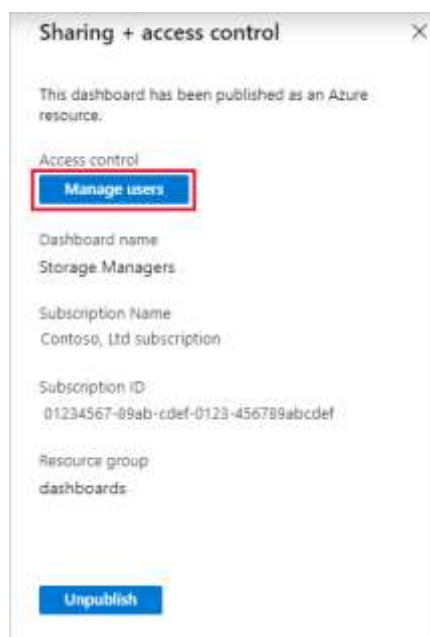 Sharing + access control
This dashboard has been published as an Azure
resource.
Access control
Manage users
Dashboard name
Storage Managers
Subscription Name
Contoso, Ltd subscription
Subscription ID
01234567-89ab-cdef-0123-456789abcdef
Resource group
dashboards
Unpublish